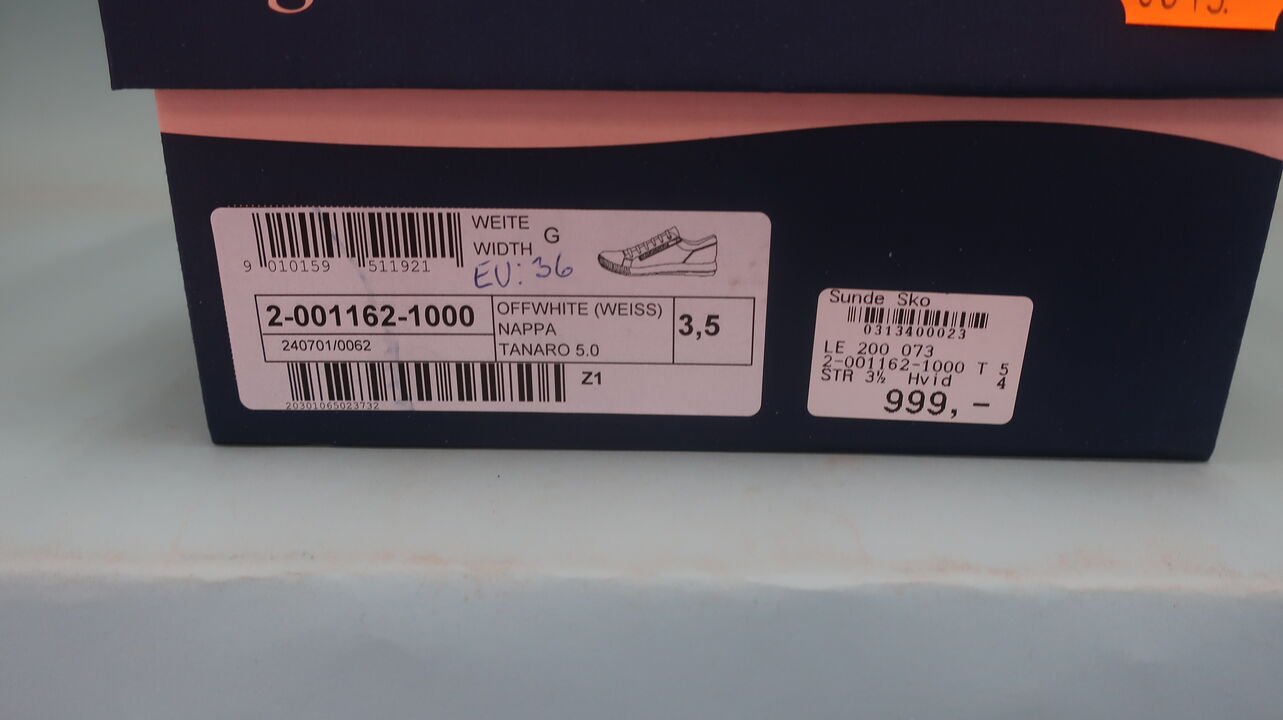 WEITE
WIDTH G
EU: 36
9 010159 511921
2-001162-1000
240701/0062
OFFWHITE (WEISS)
NAPPA
TANARO 5.0
3,5
Z1
20301065023732
Sunde Sko
0313400023
LE 200 073
2-001162-1000 T 5
STR 3½ Hvid 4
999,-